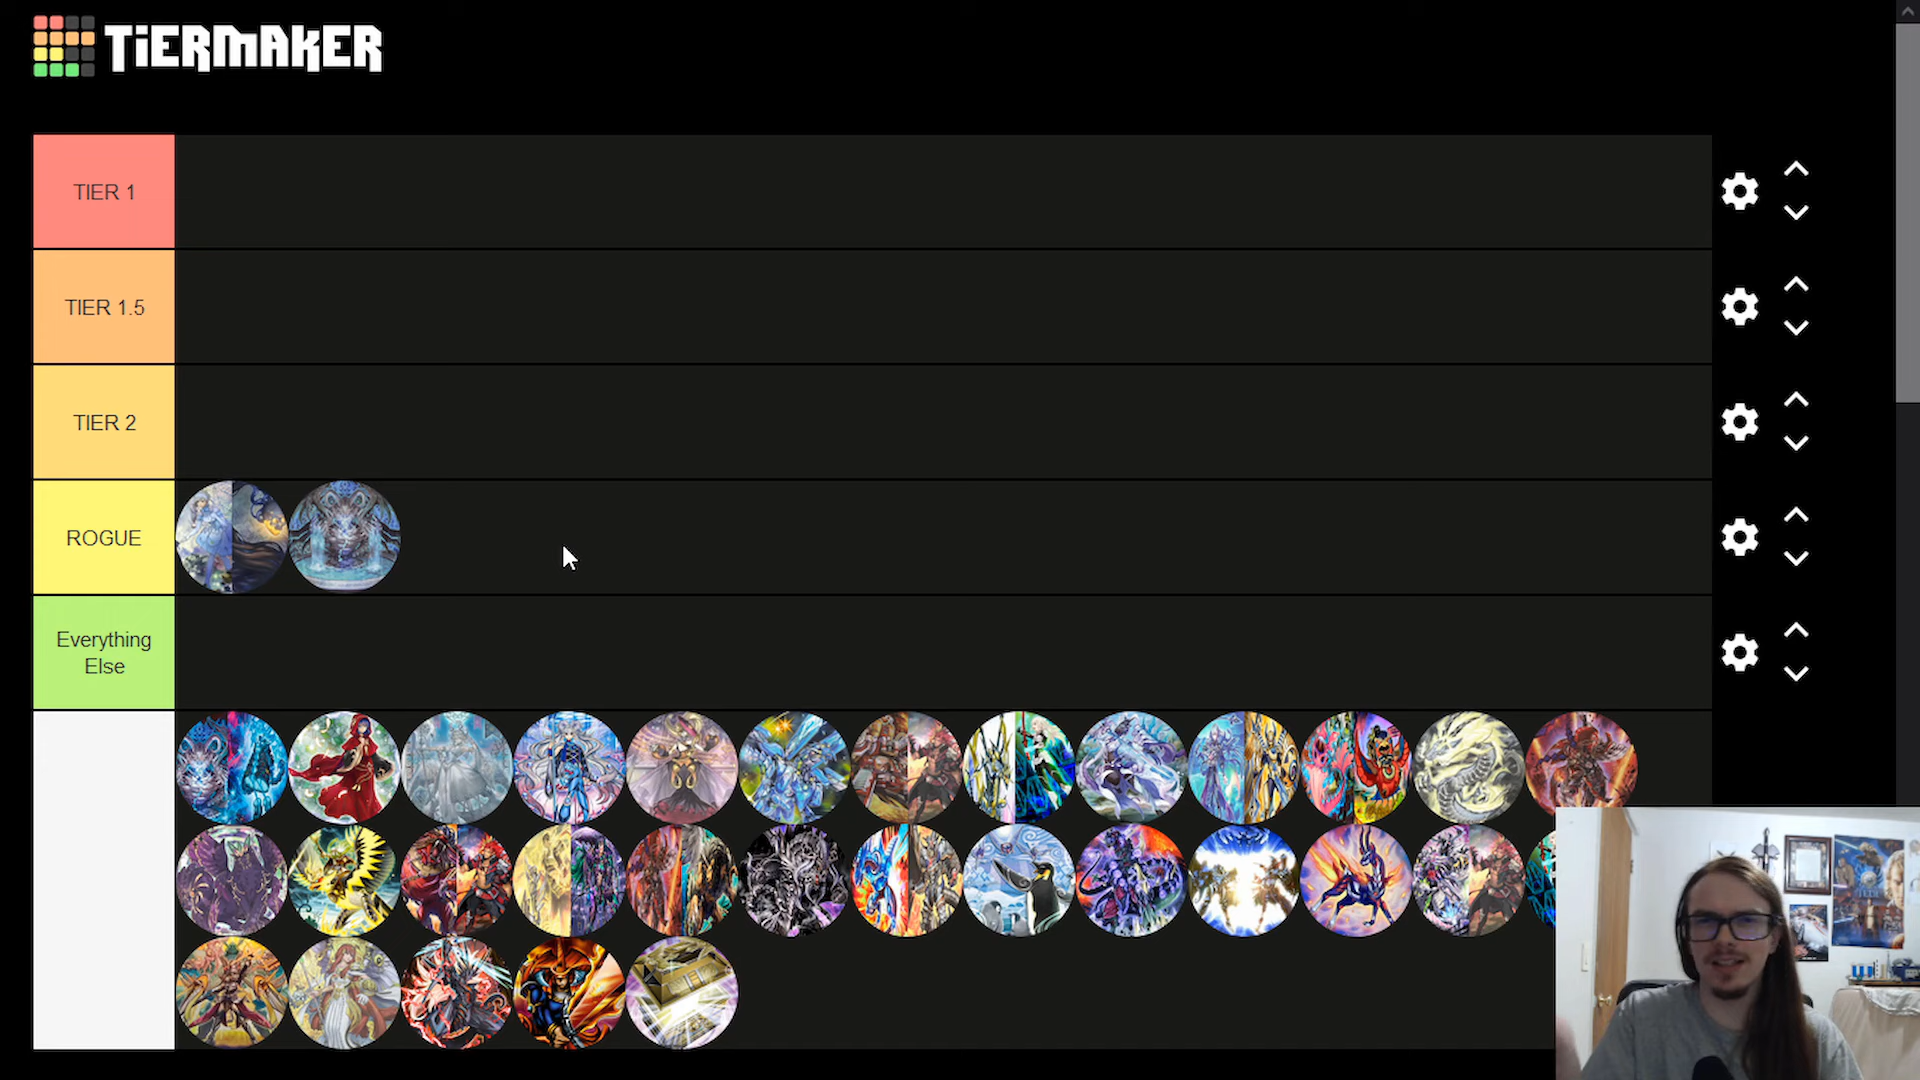 TiERMAKER
TIER 1
TIER 1.5
TIER 2
ROGUE
Everything
Else